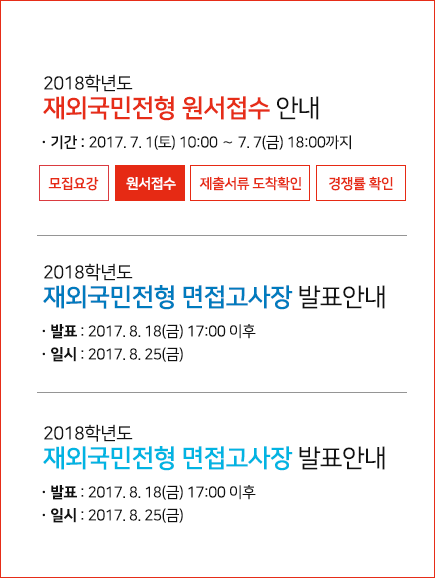 2018학년도
재외국민전형 원서접수 안내
· 기간 : 2017. 7. 1(토) 10:00 ~ 7. 7(금) 18:00까지
모집요강 원서접수 제출서류 도착확인 경쟁률 확인
2018학년도
재외국민전형 면접고사장 발표안내
· 발표 : 2017. 8. 18(금) 17:00 이후
· 일시 : 2017. 8. 25(금)
2018학년도
재외국민전형 면접고사장 발표안내
· 발표 : 2017. 8. 18(금) 17:00 이후
· 일시 : 2017. 8. 25(금)